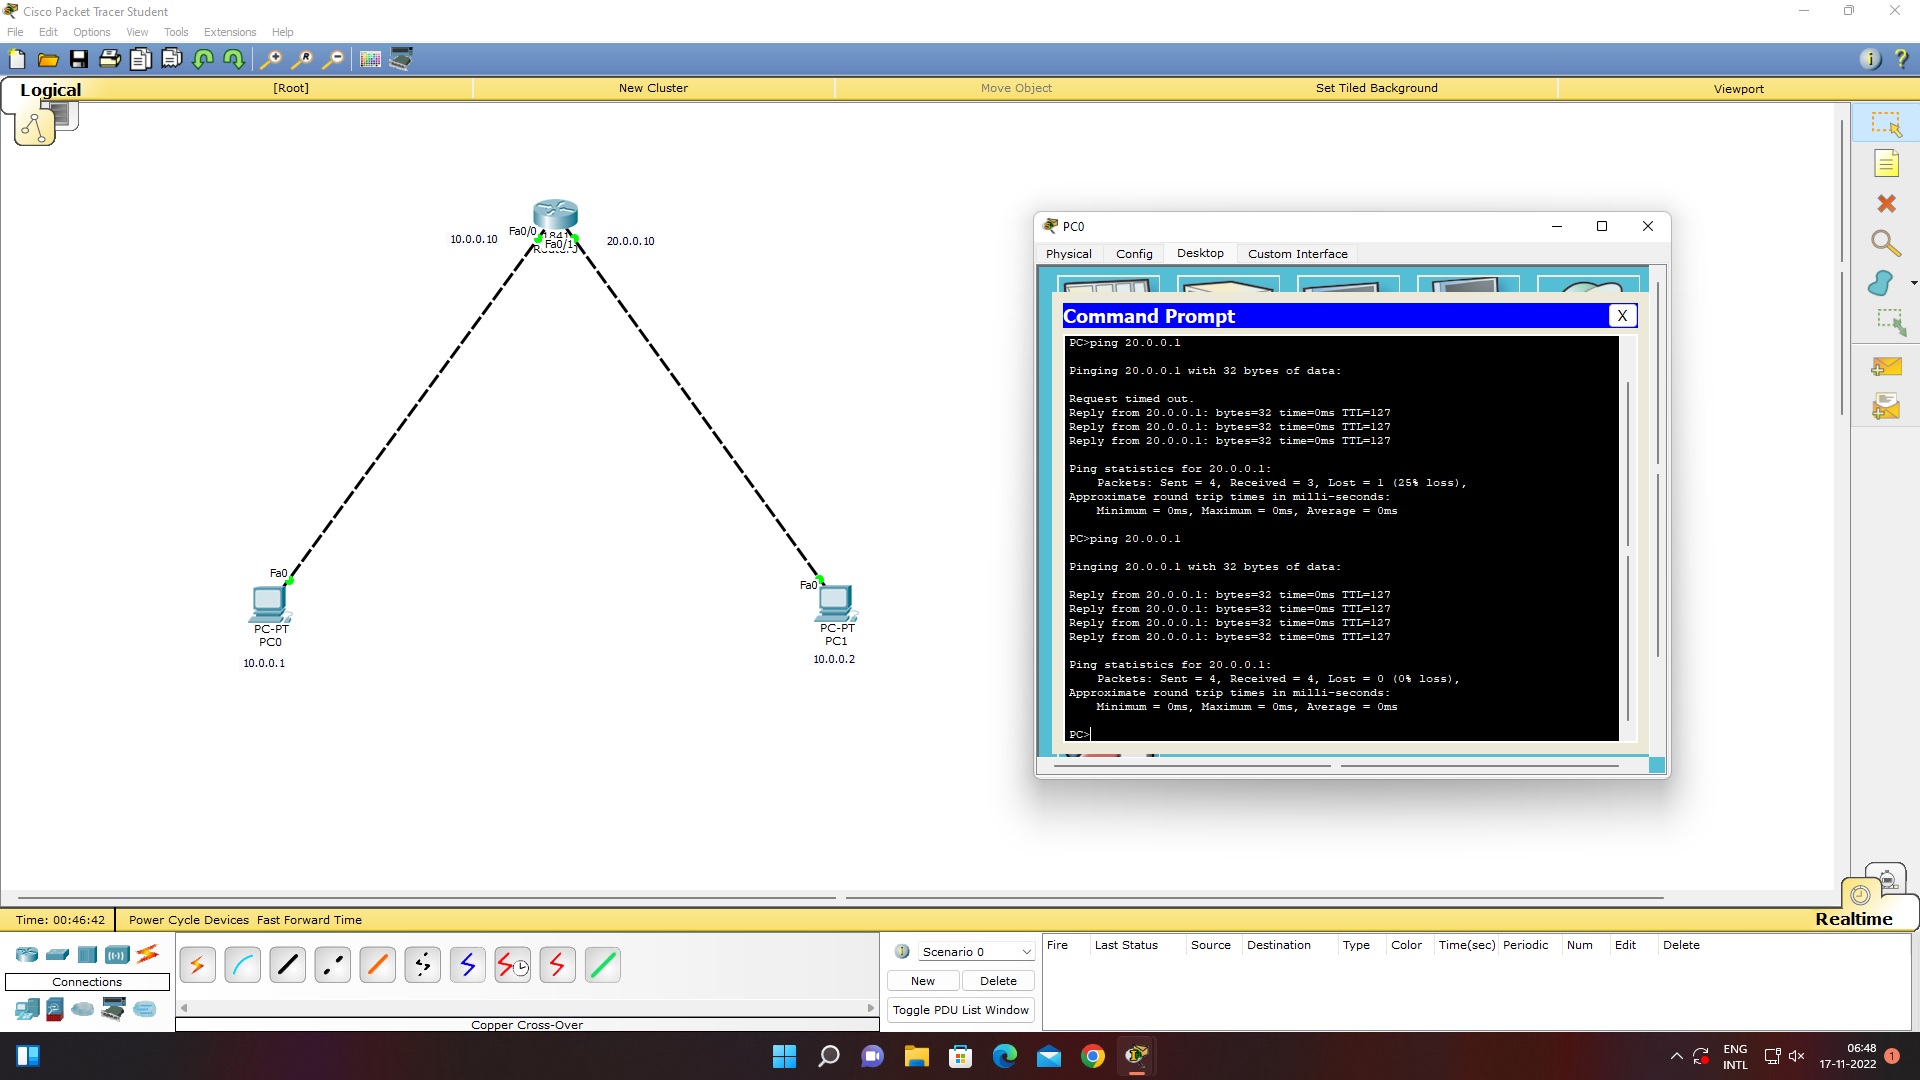 Cisco Packet Tracer Student
File Edit Options View Tools Extensions Help
Logical [Root] New Cluster Move Object Set Tiled Background Viewport
Fa0/0
1841
10.0.0.10
Fa0/1
20.0.0.10
Fa0
PC-PT
PC0
10.0.0.1
Fa0
PC-PT
PC1
10.0.0.2
PC0
Physical Config Desktop Custom Interface
Command Prompt X
PC>ping 20.0.0.1
Pinging 20.0.0.1 with 32 bytes of data:
Request timed out.
Reply from 20.0.0.1: bytes=32 time=0ms TTL=127
Reply from 20.0.0.1: bytes=32 time=0ms TTL=127
Reply from 20.0.0.1: bytes=32 time=0ms TTL=127
Ping statistics for 20.0.0.1:
Packets: Sent = 4, Received = 3, Lost = 1 (25% loss),
Approximate round trip times in milli-seconds:
Minimum = 0ms, Maximum = 0ms, Average = 0ms
PC>ping 20.0.0.1
Pinging 20.0.0.1 with 32 bytes of data:
Reply from 20.0.0.1: bytes=32 time=0ms TTL=127
Reply from 20.0.0.1: bytes=32 time=0ms TTL=127
Reply from 20.0.0.1: bytes=32 time=0ms TTL=127
Reply from 20.0.0.1: bytes=32 time=0ms TTL=127
Ping statistics for 20.0.0.1:
Packets: Sent = 4, Received = 4, Lost = 0 (0% loss),
Approximate round trip times in milli-seconds:
Minimum = 0ms, Maximum = 0ms, Average = 0ms
PC>
Time: 00:46:42 Power Cycle Devices Fast Forward Time
Realtime
Connections
Copper Cross-Over
Scenario 0
New Delete
Toggle PDU List Window
Fire Last Status Source Destination Type Color Time(sec) Periodic Num Edit Delete
ENG
INTL
06:48
17-11-2022
1